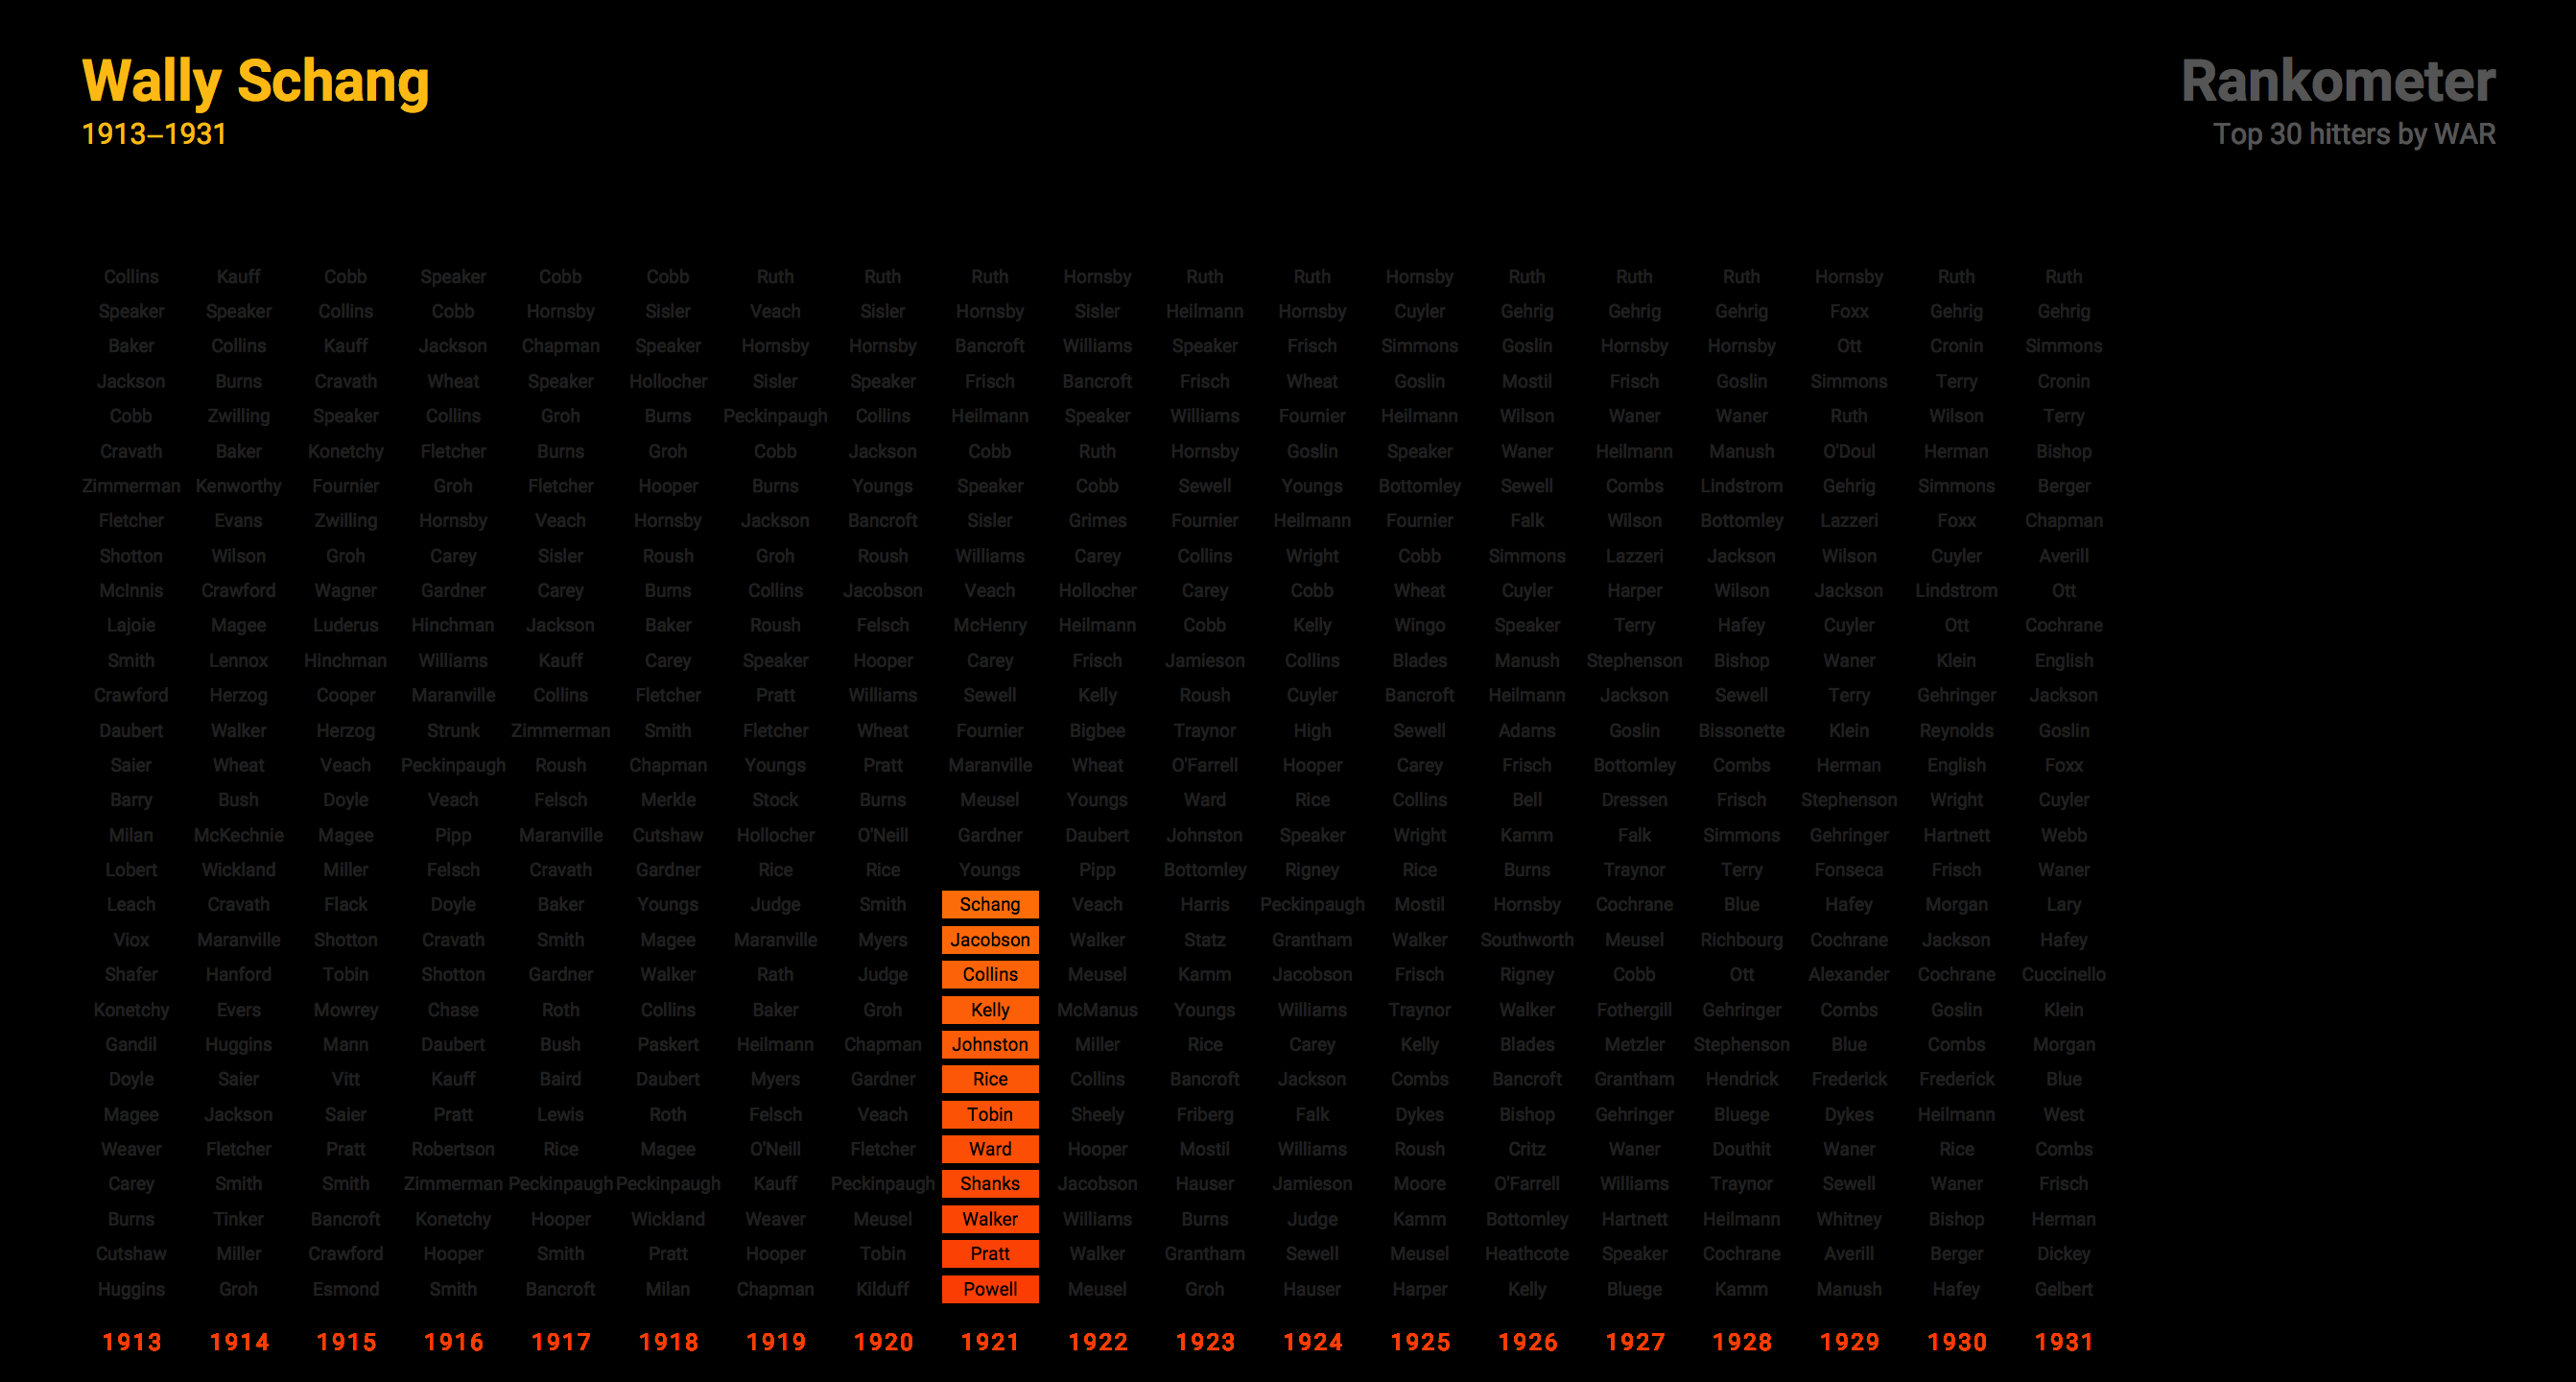 Wally Schang
1913–1931
Rankometer
Top 30 hitters by WAR
Collins Kauff Cobb Speaker Cobb Cobb Ruth Ruth Ruth Hornsby Ruth Ruth Hornsby Ruth Ruth Ruth Hornsby Ruth Ruth
Speaker Speaker Collins Cobb Hornsby Sisler Veach Sisler Hornsby Sisler Heilmann Hornsby Cuyler Gehrig Gehrig Gehrig Foxx Gehrig Gehrig
Baker Collins Kauff Jackson Chapman Speaker Hornsby Hornsby Bancroft Williams Speaker Frisch Simmons Goslin Hornsby Hornsby Ott Cronin Simmons
Jackson Burns Cravath Wheat Speaker Hollocher Sisler Speaker Frisch Bancroft Frisch Wheat Goslin Mostil Frisch Goslin Simmons Terry Cronin
Cobb Zwilling Speaker Collins Groh Burns Peckinpaugh Collins Heilmann Speaker Williams Fournier Heilmann Wilson Waner Waner Ruth Wilson Terry
Cravath Baker Konetchy Fletcher Burns Groh Cobb Jackson Cobb Ruth Hornsby Goslin Speaker Waner Heilmann Manush O'Doul Herman Bishop
Zimmerman Kenworthy Fournier Groh Fletcher Hooper Burns Youngs Speaker Cobb Sewell Youngs Bottomley Sewell Combs Lindstrom Gehrig Simmons Berger
Fletcher Evans Zwilling Hornsby Veach Hornsby Jackson Bancroft Sisler Grimes Fournier Heilmann Fournier Falk Wilson Bottomley Lazzeri Foxx Chapman
Shotton Wilson Groh Carey Sisler Roush Groh Roush Williams Carey Collins Wright Cobb Simmons Lazzeri Jackson Wilson Cuyler Averill
McInnis Crawford Wagner Gardner Carey Burns Collins Jacobson Veach Hollocher Carey Cobb Wheat Cuyler Harper Wilson Jackson Lindstrom Ott
Lajoie Magee Luderus Hinchman Jackson Baker Roush Felsch McHenry Heilmann Cobb Kelly Wingo Speaker Terry Hafey Cuyler Ott Cochrane
Smith Lennox Hinchman Williams Kauff Carey Speaker Hooper Carey Frisch Jamieson Collins Blades Manush Stephenson Bishop Waner Klein English
Crawford Herzog Cooper Maranville Collins Fletcher Pratt Williams Sewell Kelly Roush Cuyler Bancroft Heilmann Jackson Sewell Terry Gehringer Jackson
Daubert Walker Herzog Strunk Zimmerman Smith Fletcher Wheat Fournier Bigbee Traynor High Sewell Adams Goslin Bissonette Klein Reynolds Goslin
Saier Wheat Veach Peckinpaugh Roush Chapman Youngs Pratt Maranville Wheat O'Farrell Hooper Carey Frisch Bottomley Combs Herman English Foxx
Barry Bush Doyle Veach Felsch Merkle Stock Burns Meusel Youngs Ward Rice Collins Bell Dressen Frisch Stephenson Wright Cuyler
Milan McKechnie Magee Pipp Maranville Cutshaw Hollocher O'Neill Gardner Daubert Johnston Speaker Wright Kamm Falk Simmons Gehringer Hartnett Webb
Lobert Wickland Miller Felsch Cravath Gardner Rice Rice Youngs Pipp Bottomley Rigney Rice Burns Traynor Terry Fonseca Frisch Waner
Leach Cravath Flack Doyle Baker Youngs Judge Smith Schang Veach Harris Peckinpaugh Mostil Hornsby Cochrane Blue Hafey Morgan Lary
Viox Maranville Shotton Cravath Smith Magee Maranville Myers Jacobson Walker Statz Grantham Walker Southworth Meusel Richbourg Cochrane Jackson Hafey
Shafer Hanford Tobin Shotton Gardner Walker Rath Judge Collins Meusel Kamm Jacobson Frisch Rigney Cobb Ott Alexander Cochrane Cuccinello
Konetchy Evers Mowrey Chase Roth Collins Baker Groh Kelly McManus Youngs Williams Traynor Walker Fothergill Gehringer Combs Goslin Klein
Gandil Huggins Mann Daubert Bush Paskert Heilmann Chapman Johnston Miller Rice Carey Kelly Blades Metzler Stephenson Blue Combs Morgan
Doyle Saier Vitt Kauff Baird Daubert Myers Gardner Rice Collins Bancroft Jackson Combs Bancroft Grantham Hendrick Frederick Frederick Blue
Magee Jackson Saier Pratt Lewis Roth Felsch Veach Tobin Sheely Friberg Falk Dykes Bishop Gehringer Bluege Dykes Heilmann West
Weaver Fletcher Pratt Robertson Rice Magee O'Neill Fletcher Ward Hooper Mostil Williams Roush Critz Waner Douthit Waner Rice Combs
Carey Smith Smith Zimmerman Peckinpaugh Peckinpaugh Kauff Peckinpaugh Shanks Jacobson Hauser Jamieson Moore O'Farrell Williams Traynor Sewell Waner Frisch
Burns Tinker Bancroft Konetchy Hooper Wickland Weaver Meusel Walker Williams Burns Judge Kamm Bottomley Hartnett Heilmann Whitney Bishop Herman
Cutshaw Miller Crawford Hooper Smith Pratt Hooper Tobin Pratt Walker Grantham Sewell Meusel Heathcote Speaker Cochrane Averill Berger Dickey
Huggins Groh Esmond Smith Bancroft Milan Chapman Kilduff Powell Meusel Groh Hauser Harper Kelly Bluege Kamm Manush Hafey Gelbert
1913 1914 1915 1916 1917 1918 1919 1920 1921 1922 1923 1924 1925 1926 1927 1928 1929 1930 1931